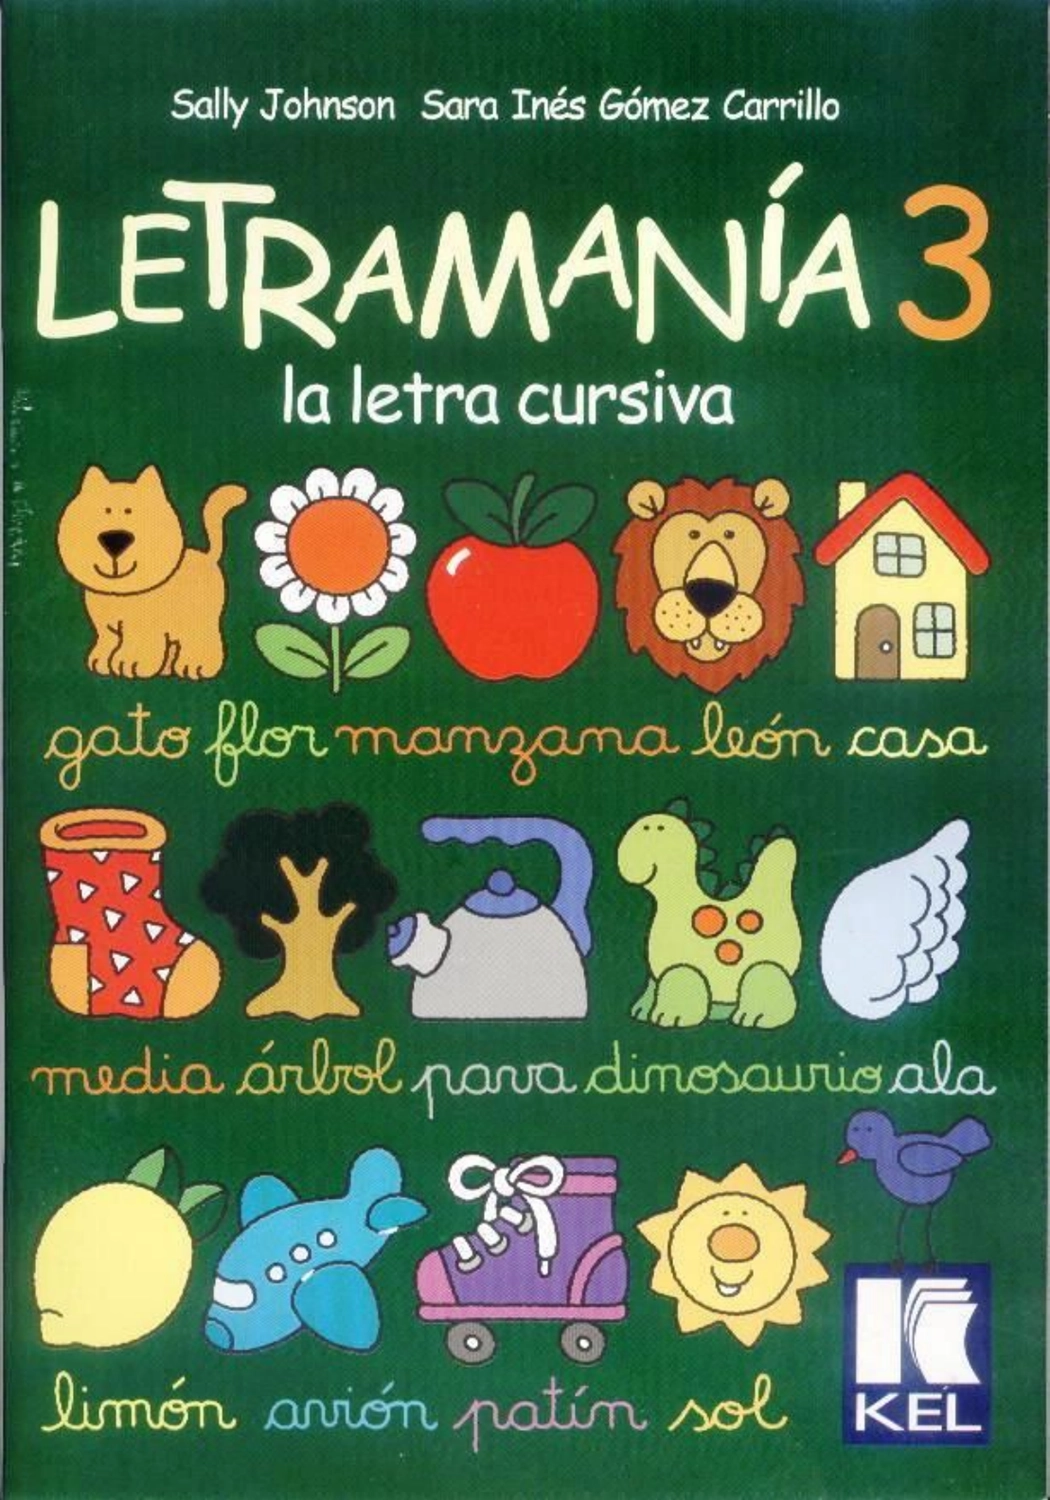 Sally Johnson Sara Inés Gómez Carrillo
LETRAMANÍA 3
la letra cursiva
gato flor manzana león casa
media árbol pava dinosaurio ala
limón avión patín sol
KEL